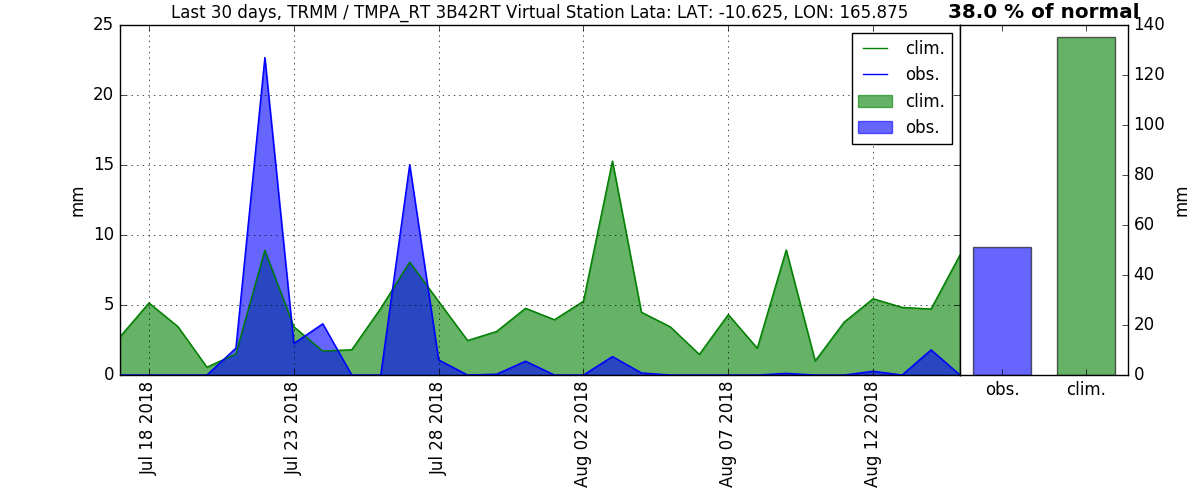 Last 30 days, TRMM / TMPA_RT 3B42RT Virtual Station Lata: LAT: -10.625, LON: 165.875
38.0 % of normal
25
20
15
10
5
0
mm
clim.
obs.
clim.
obs.
140
120
100
80
60
40
20
0
mm
Jul 18 2018
Jul 23 2018
Jul 28 2018
Aug 02 2018
Aug 07 2018
Aug 12 2018
obs.
clim.